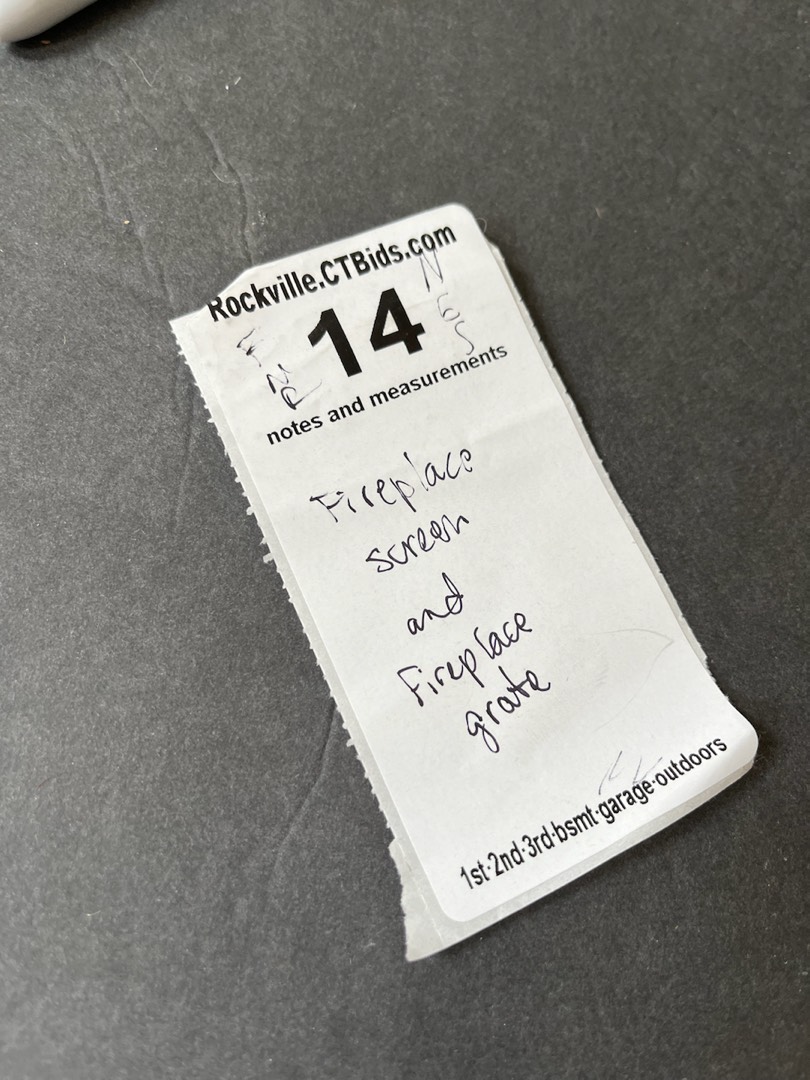 Rockville.CTBids.com
14
notes and measurements
Fireplace
screen
and
Fireplace
grate
1st·2nd·3rd·bsmt·garage·outdoors